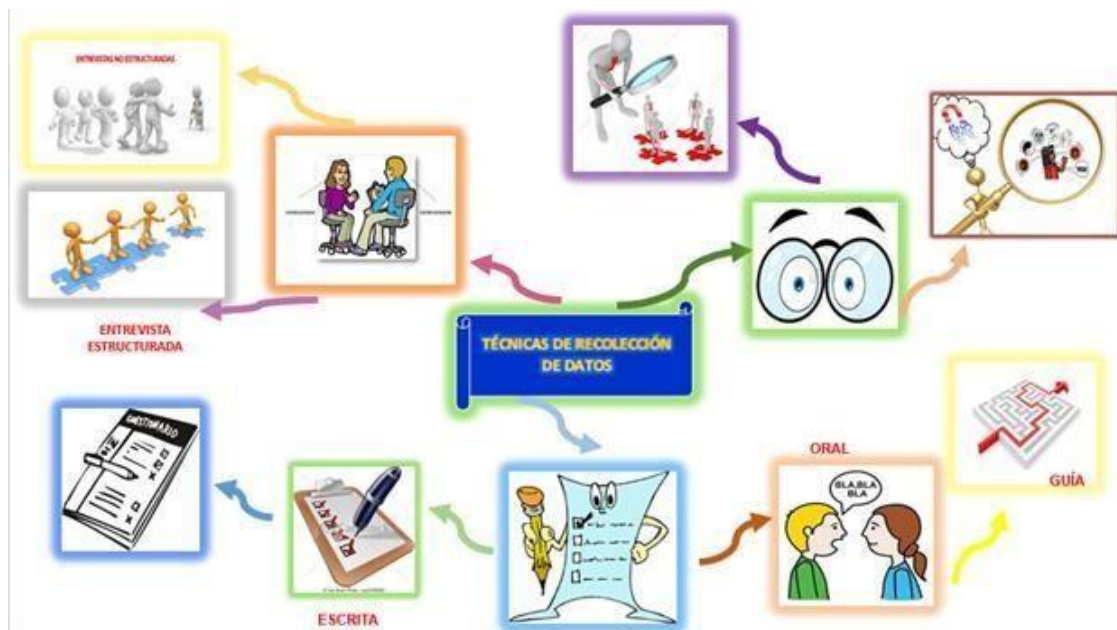 ENTREVISTAS NO ESTRUCTURADAS
ENTREVISTA
ESTRUCTURADA
TÉCNICAS DE RECOLECCIÓN
DE DATOS
CUESTIONARIO
ESCRITA
ORAL
BLA,BLA
BLA
GUÍA